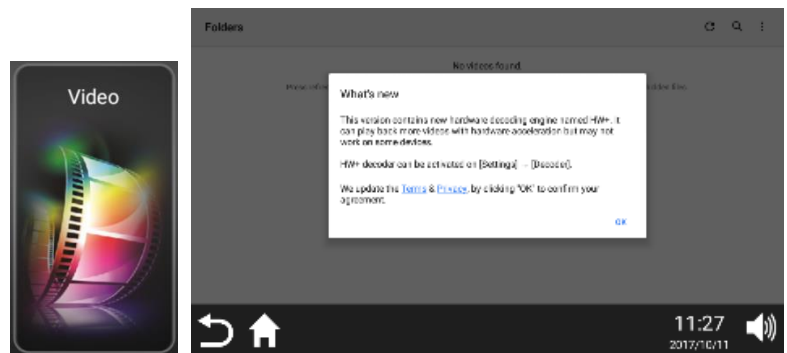 Video
Folders
No videos found.
What's new
This version contains new hardware decoding engine named HW+. It
can play back more videos with hardware acceleration but may not
work on some devices.
HW+ decoder can be activated on [Settings] → [Decoder].
We update the Terms & Privacy, by clicking "OK" to confirm your
agreement.
OK
11:27
2017/10/11